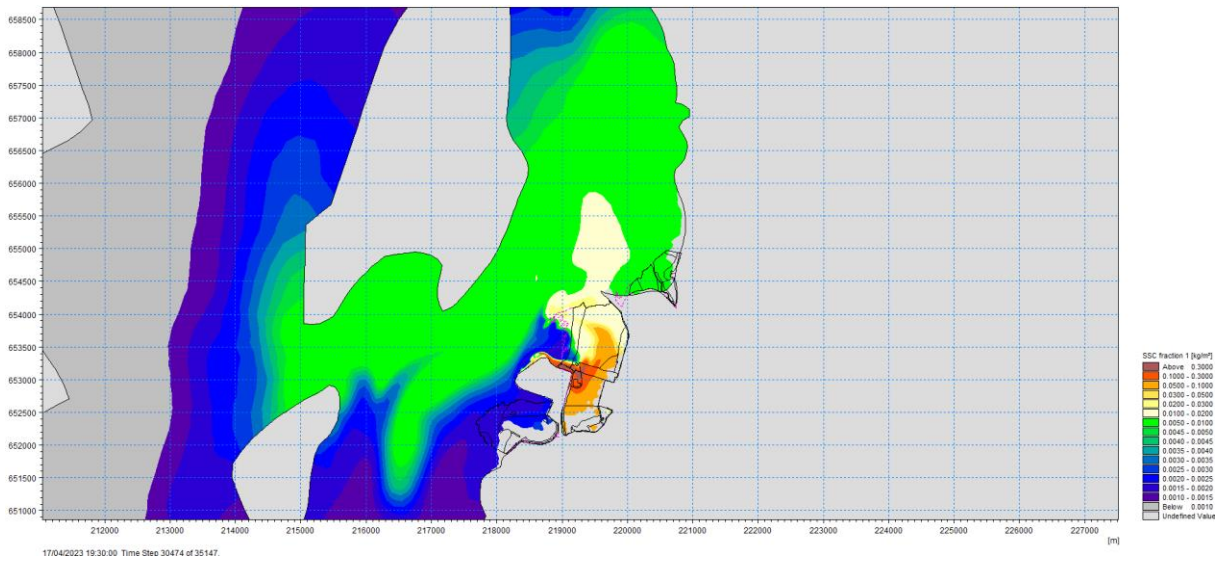 658500
658000
657500
657000
656500
656000
655500
655000
654500
654000
653500
653000
652500
652000
651500
651000
212000 213000 214000 215000 216000 217000 218000 219000 220000 221000 222000 223000 224000 225000 226000 227000
[m]
17/04/2023 19:30:00 Time Step 30474 of 35147.
SSC fraction 1 [kg/m³]
Above 0.3000
0.1000 - 0.3000
0.0500 - 0.1000
0.0300 - 0.0500
0.0200 - 0.0300
0.0100 - 0.0200
0.0050 - 0.0100
0.0045 - 0.0050
0.0040 - 0.0045
0.0035 - 0.0040
0.0030 - 0.0035
0.0025 - 0.0030
0.0020 - 0.0025
0.0015 - 0.0020
0.0010 - 0.0015
Below 0.0010
Undefined Value